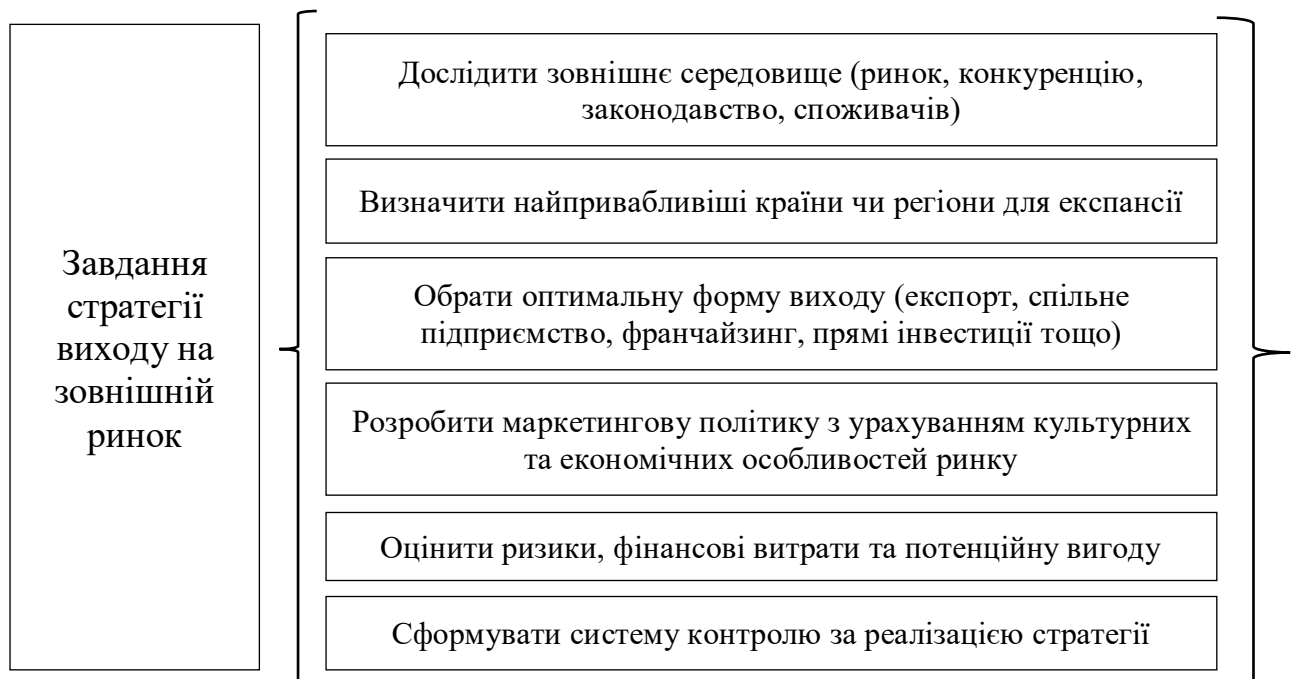 Завдання
стратегії
виходу на
зовнішній
ринок
Дослідити зовнішнє середовище (ринок, конкуренцію,
законодавство, споживачів)
Визначити найпривабливіші країни чи регіони для експансії
Обрати оптимальну форму виходу (експорт, спільне
підприємство, франчайзинг, прямі інвестиції тощо)
Розробити маркетингову політику з урахуванням культурних
та економічних особливостей ринку
Оцінити ризики, фінансові витрати та потенційну вигоду
Сформувати систему контролю за реалізацією стратегії